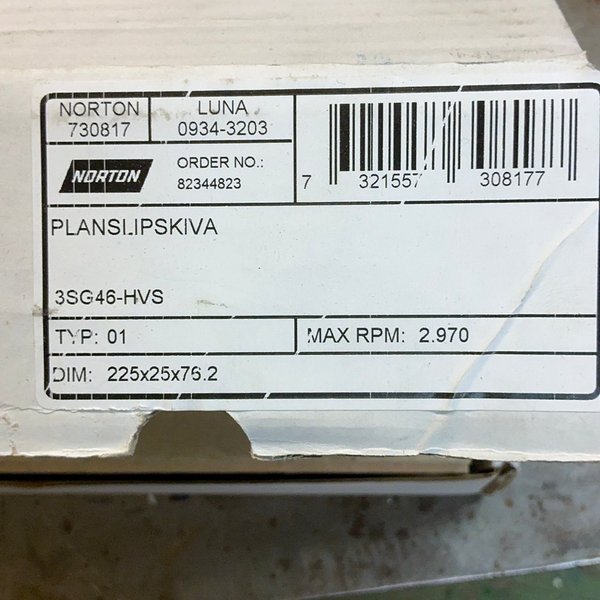 NORTON LUNA
730817 0934-3203
NORTON ORDER NO.:
82344823
7 321557 308177
PLANSLIPSKIVA
3SG46-HVS
TYP: 01 MAX RPM: 2.970
DIM: 225x25x76.2